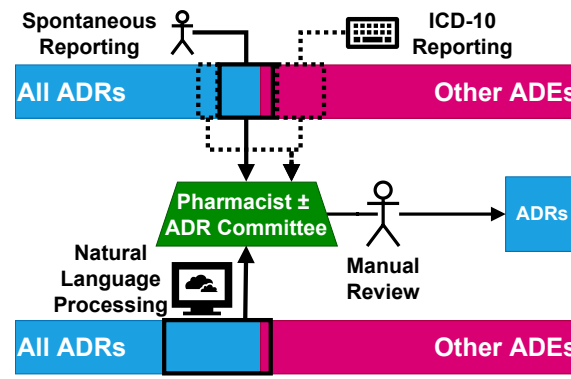 Spontaneous
Reporting
ICD-10
Reporting
All ADRs
Other ADEs
Pharmacist ±
ADR Committee
ADRs
Natural
Language
Processing
Manual
Review
All ADRs
Other ADEs